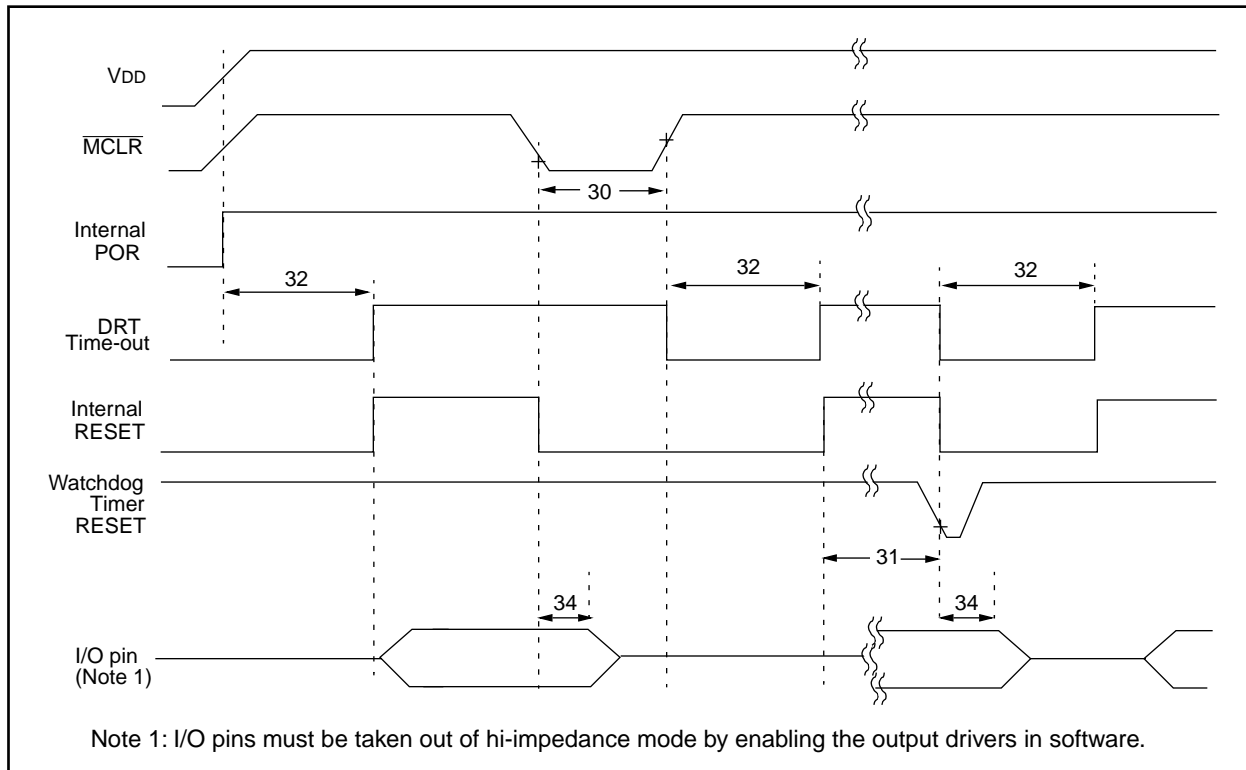 VDD
MCLR
30
Internal
POR
32
32
32
DRT
Time-out
Internal
RESET
Watchdog
Timer
RESET
31
34
34
I/O pin
(Note 1)
Note 1: I/O pins must be taken out of hi-impedance mode by enabling the output drivers in software.